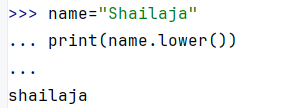 >>> name="Shailaja"
... print(name.lower())
...
shailaja